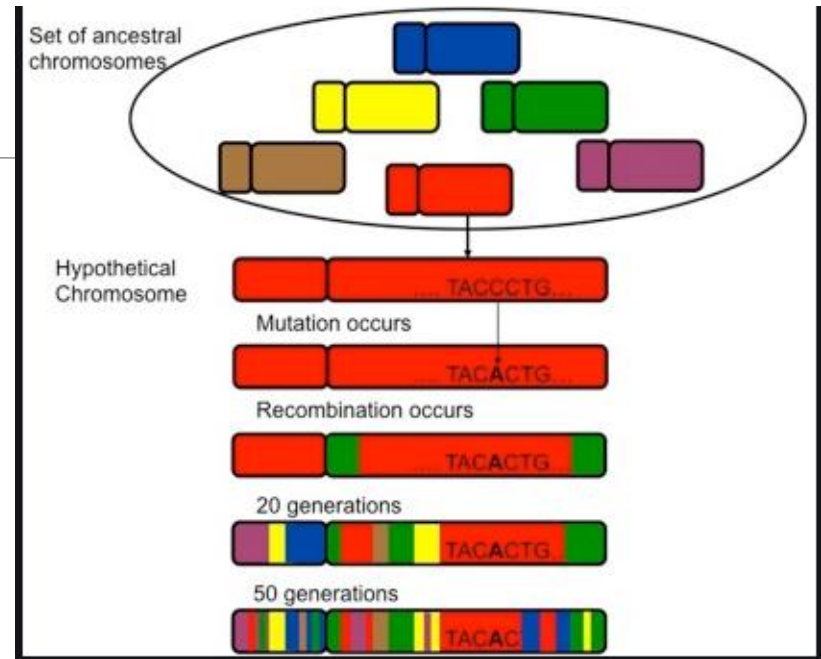 Set of ancestral
chromosomes
Hypothetical
Chromosome
.... TACCCTG...
Mutation occurs
.... TACACTG...
Recombination occurs
.... TACACTG...
20 generations
TACACTG..
50 generations
TACAC